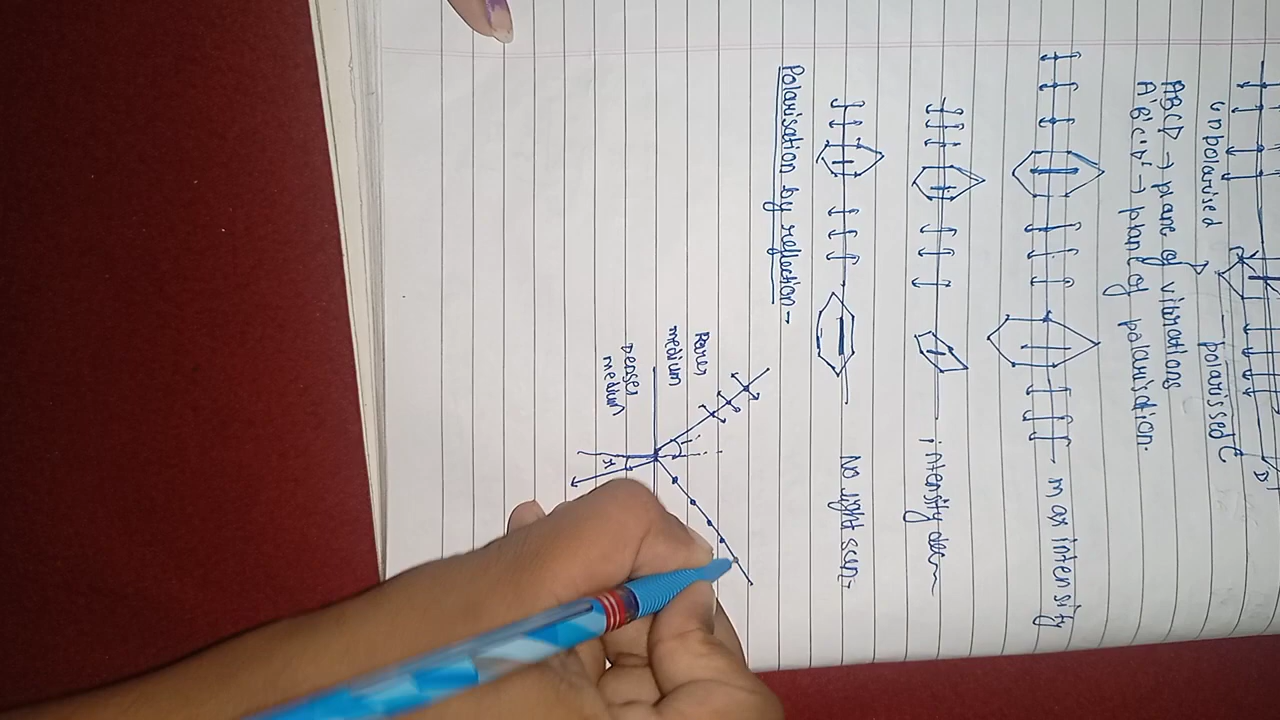 D
unpolarised
polarised C
ABCD → plane of vibrations
A'B'C'D' → plane of polarisation.
max intensity
intensity decr
No light seen
Polarisation by reflection -
Rarer
medium
i
Denser
medium
r